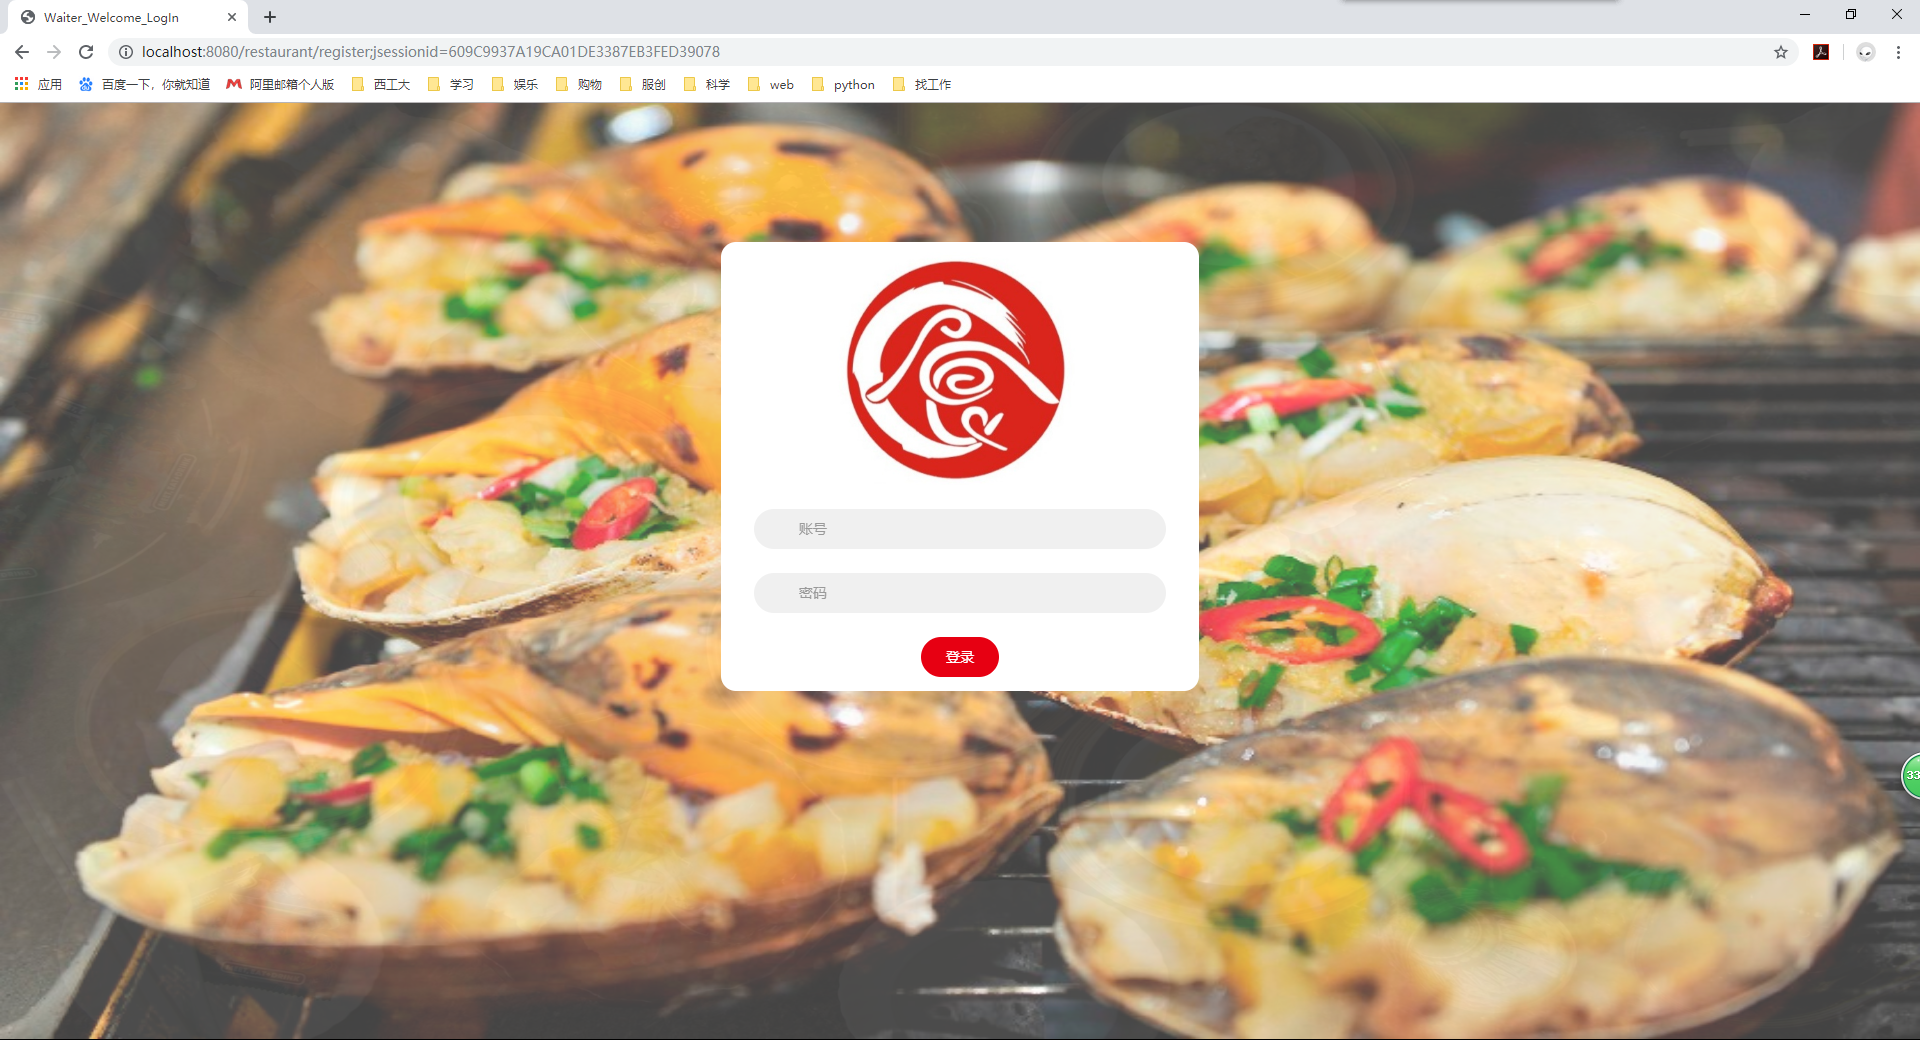 Waiter_Welcome_LogIn
localhost:8080/restaurant/register;jsessionid=609C9937A19CA01DE3387EB3FED39078
应用 百度一下，你就知道 阿里邮箱个人版 西工大 学习 娱乐 购物 服创 科学 web python 找工作
食
账号
密码
登录
33